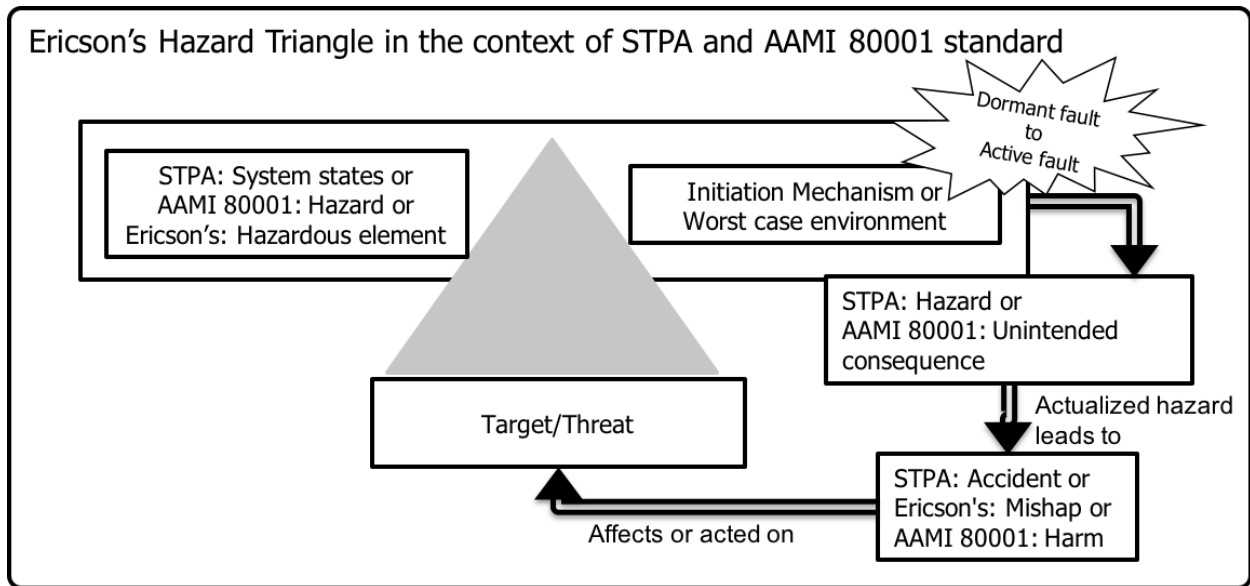 Ericson’s Hazard Triangle in the context of STPA and AAMI 80001 standard
Dormant fault
to
Active fault
STPA: System states or
AAMI 80001: Hazard or
Ericson’s: Hazardous element
Initiation Mechanism or
Worst case environment
STPA: Hazard or
AAMI 80001: Unintended
consequence
Actualized hazard
leads to
Target/Threat
STPA: Accident or
Ericson's: Mishap or
AAMI 80001: Harm
Affects or acted on